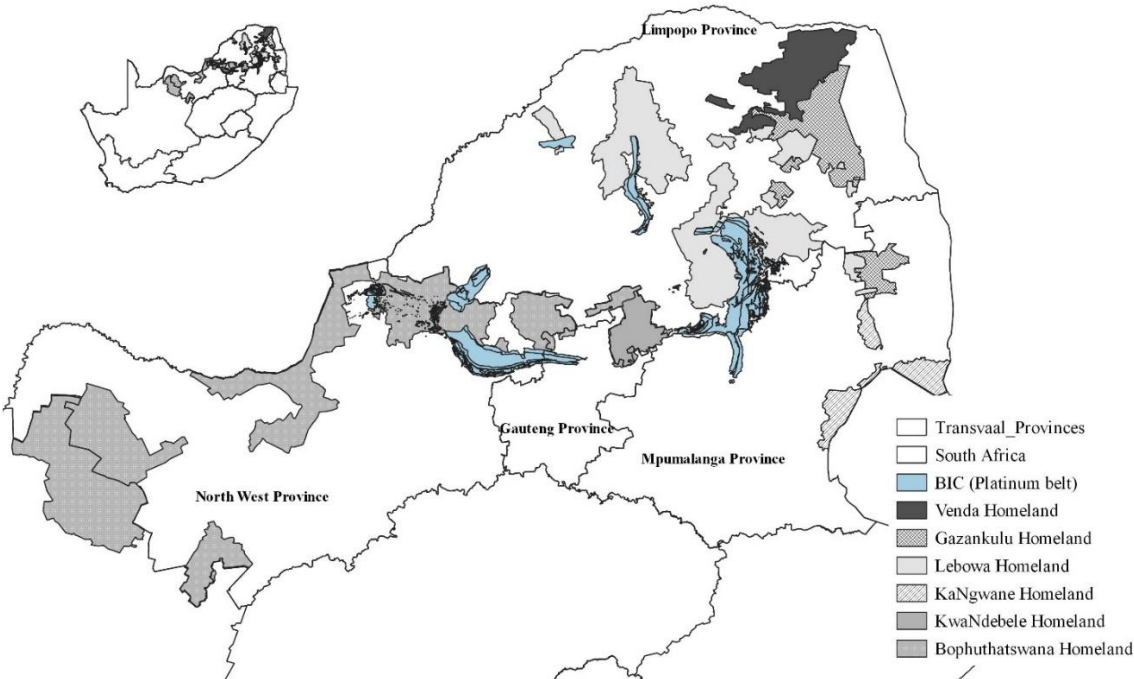 Limpopo Province
Gauteng Province
Mpumalanga Province
North West Province
Transvaal_Provinces
South Africa
BIC (Platinum belt)
Venda Homeland
Gazankulu Homeland
Lebowa Homeland
KaNgwane Homeland
KwaNdebele Homeland
Bophuthatswana Homeland